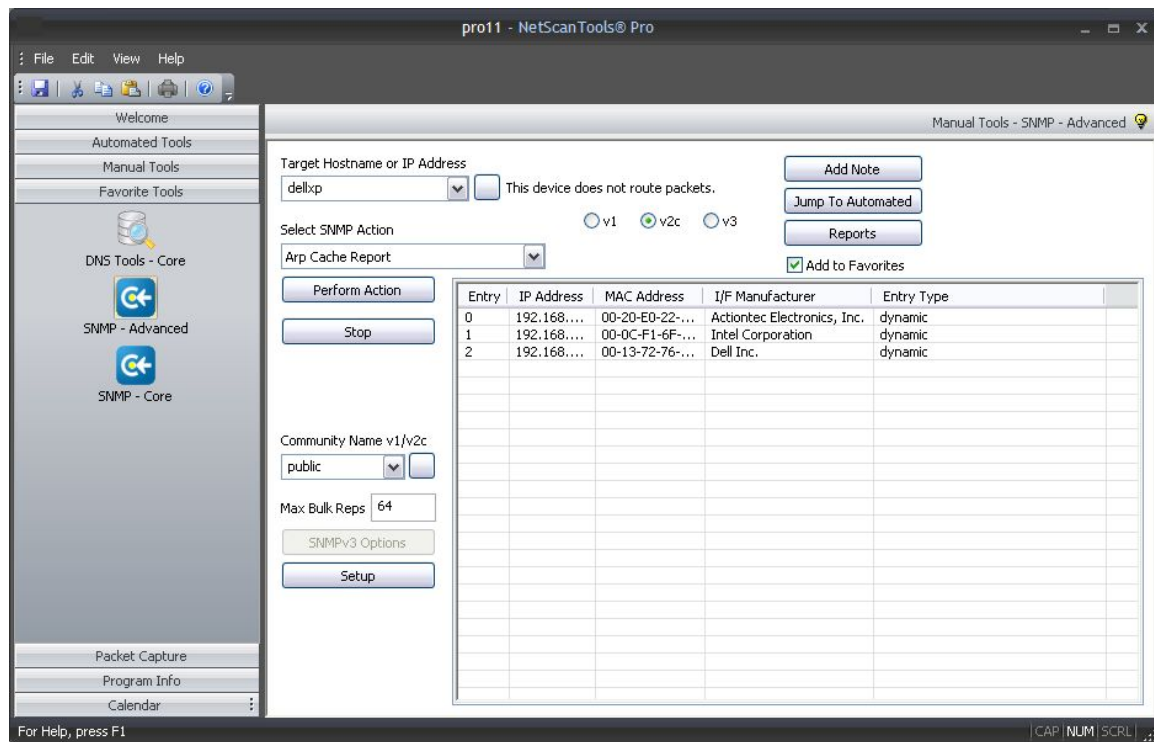 pro11 - NetScanTools® Pro
File Edit View Help
Welcome
Automated Tools
Manual Tools
Favorite Tools
DNS Tools - Core
SNMP - Advanced
SNMP - Core
Packet Capture
Program Info
Calendar
Manual Tools - SNMP - Advanced
Target Hostname or IP Address
dellxp
This device does not route packets.
v1 v2c v3
Select SNMP Action
Arp Cache Report
Add Note
Jump To Automated
Reports
Add to Favorites
Perform Action
Stop
Community Name v1/v2c
public
Max Bulk Reps 64
SNMPv3 Options
Setup
Entry IP Address MAC Address I/F Manufacturer Entry Type
0 192.168.... 00-20-E0-22-... Actiontec Electronics, Inc. dynamic
1 192.168.... 00-0C-F1-6F-... Intel Corporation dynamic
2 192.168.... 00-13-72-76-... Dell Inc. dynamic
For Help, press F1
CAP NUM SCRL